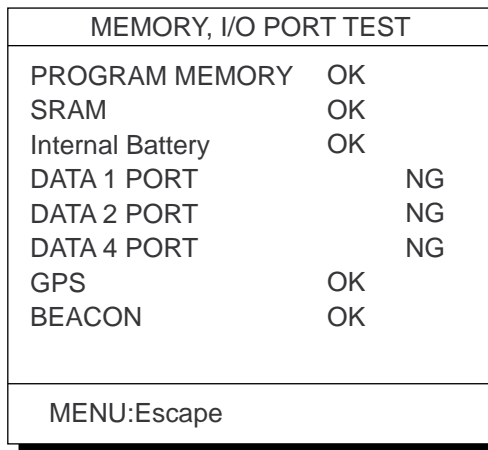 MEMORY, I/O PORT TEST
PROGRAM MEMORY OK
SRAM OK
Internal Battery OK
DATA 1 PORT NG
DATA 2 PORT NG
DATA 4 PORT NG
GPS OK
BEACON OK
MENU:Escape